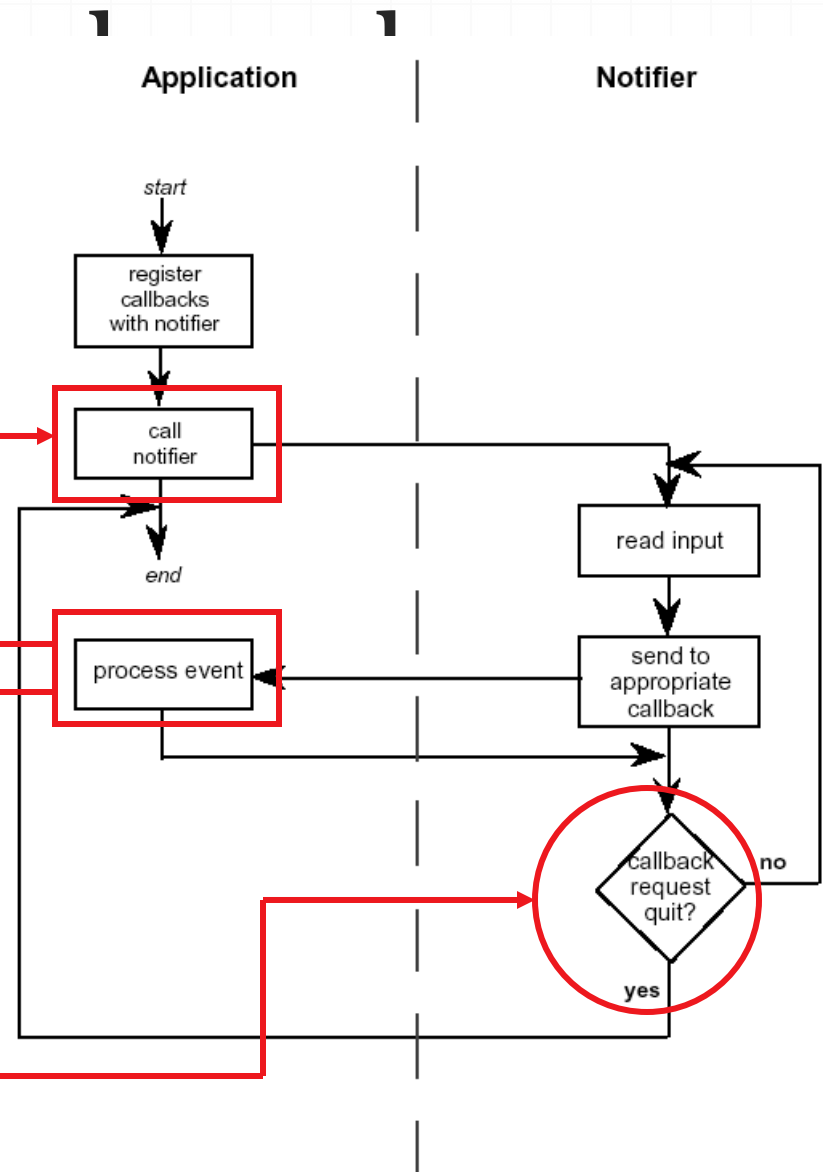 Application
Notifier
start
register
callbacks
with notifier
call
notifier
end
read input
process event
send to
appropriate
callback
callback
request
quit?
no
yes